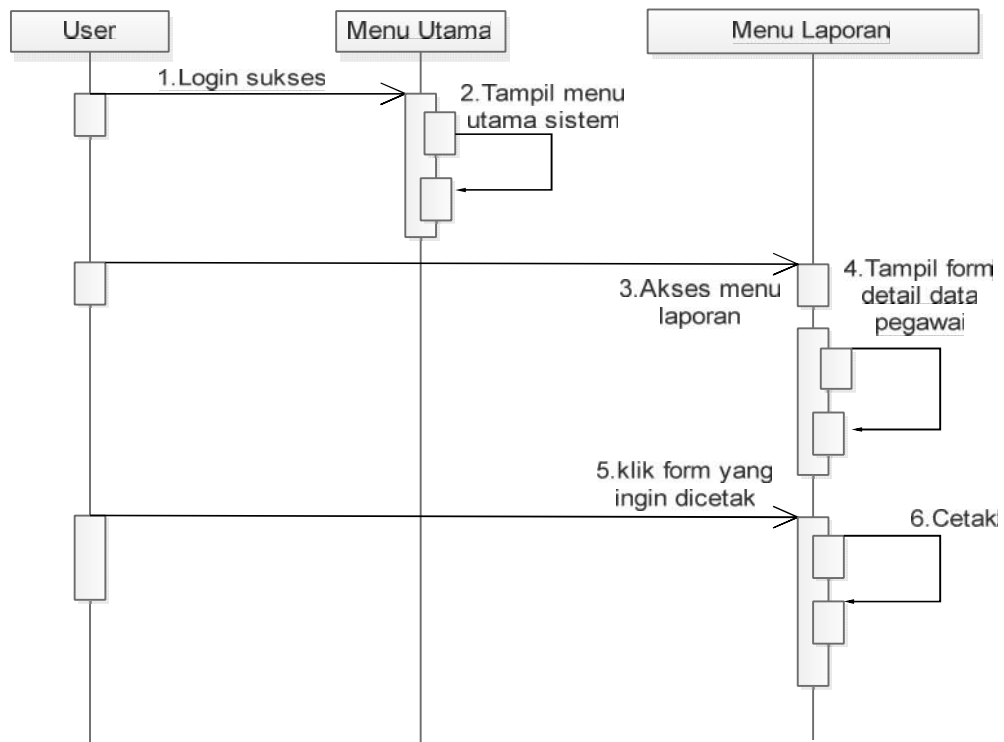 User
Menu Utama
Menu Laporan
1.Login sukses
2.Tampil menu
utama sistem
3.Akses menu
laporan
4.Tampil form
detail data
pegawai
5.klik form yang
ingin dicetak
6.Cetak